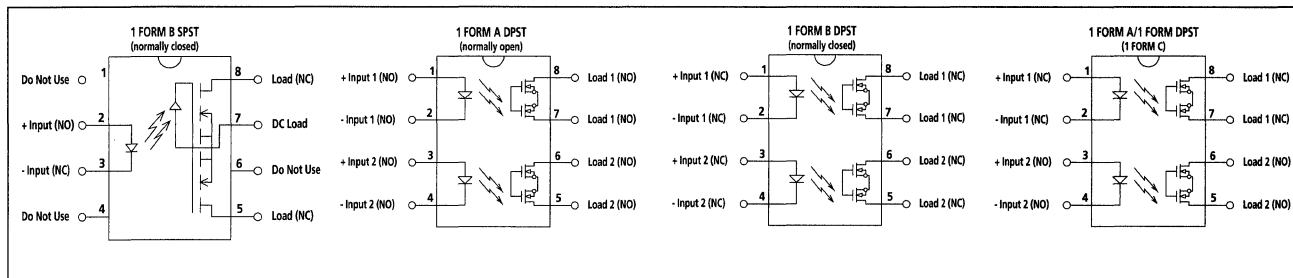 1 FORM B SPST
(normally closed)
Do Not Use 1 8 Load (NC)
+ Input (NO) 2 7 DC Load
- Input (NC) 3 6 Do Not Use
Do Not Use 4 5 Load (NC)
1 FORM A DPST
(normally open)
+ Input 1 (NO) 1 8 Load 1 (NO)
- Input 1 (NO) 2 7 Load 1 (NO)
+ Input 2 (NO) 3 6 Load 2 (NO)
- Input 2 (NO) 4 5 Load 2 (NO)
1 FORM B DPST
(normally closed)
+ Input 1 (NC) 1 8 Load 1 (NC)
- Input 1 (NC) 2 7 Load 1 (NC)
+ Input 2 (NC) 3 6 Load 2 (NC)
- Input 2 (NC) 4 5 Load 2 (NC)
1 FORM A/1 FORM DPST
(1 FORM C)
+ Input 1 (NC) 1 8 Load 1 (NC)
- Input 1 (NC) 2 7 Load 1 (NC)
+ Input 2 (NO) 3 6 Load 2 (NO)
- Input 2 (NO) 4 5 Load 2 (NO)